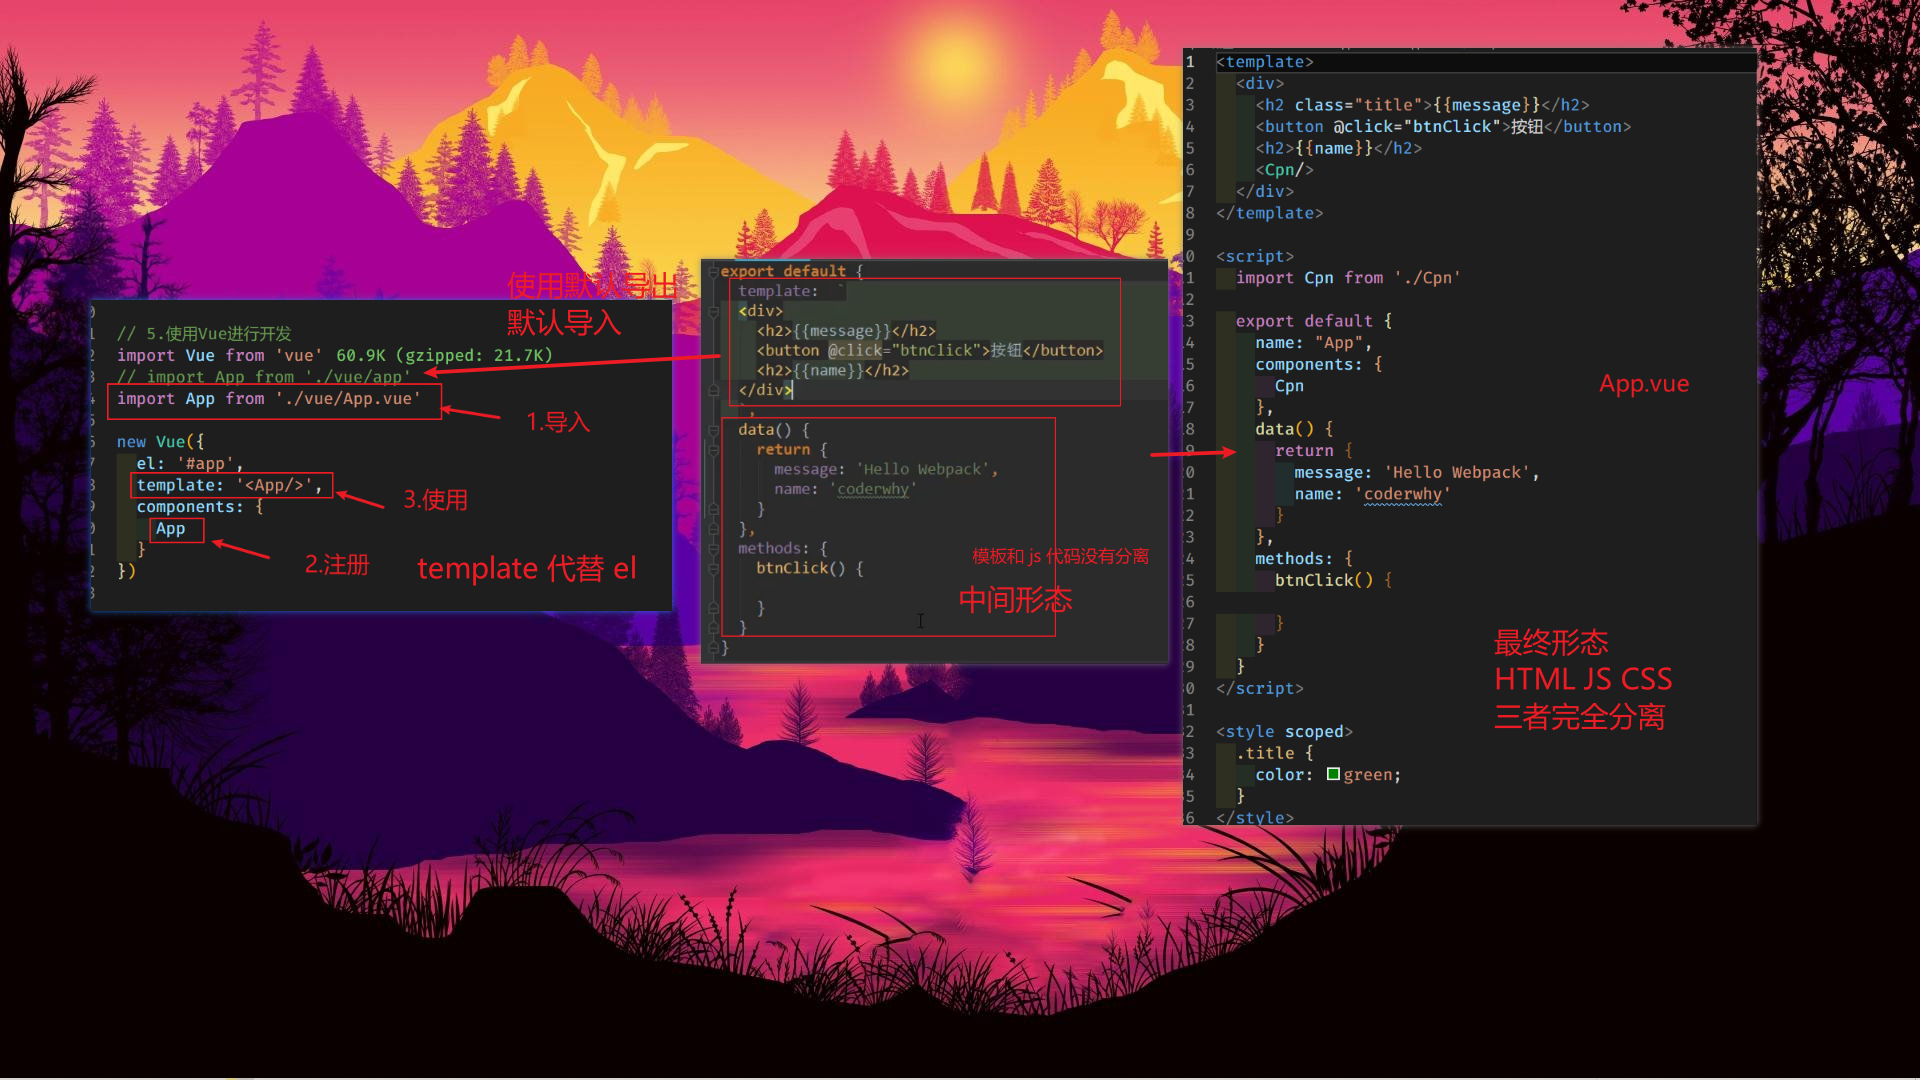 使用默认导出
默认导入
// 5.使用Vue进行开发
import Vue from 'vue' 60.9K (gzipped: 21.7K)
// import App from './vue/app'
import App from './vue/App.vue'
1.导入
new Vue({
el: '#app',
template: '<App/>',
3.使用
components: {
App
}
2.注册
})
template 代替 el
export default {
template: `
<div>
<h2>{{message}}</h2>
<button @click="btnClick">按钮</button>
<h2>{{name}}</h2>
</div>
`,
data() {
return {
message: 'Hello Webpack',
name: 'coderwhy'
}
},
methods: {
模板和 js 代码没有分离
btnClick() {
中间形态
}
}
}
1 <template>
2 <div>
3 <h2 class="title">{{message}}</h2>
4 <button @click="btnClick">按钮</button>
5 <h2>{{name}}</h2>
6 <Cpn/>
7 </div>
8 </template>
9
0 <script>
1 import Cpn from './Cpn'
2
3 export default {
4 name: "App",
5 components: {
6 Cpn
7 },
8 data() {
9 return {
0 message: 'Hello Webpack',
1 name: 'coderwhy'
2 }
3 },
4 methods: {
5 btnClick() {
6
7 }
8 }
9 }
0 </script>
1
2 <style scoped>
3 .title {
4 color: green;
5 }
6 </style>
App.vue
最终形态
HTML JS CSS
三者完全分离